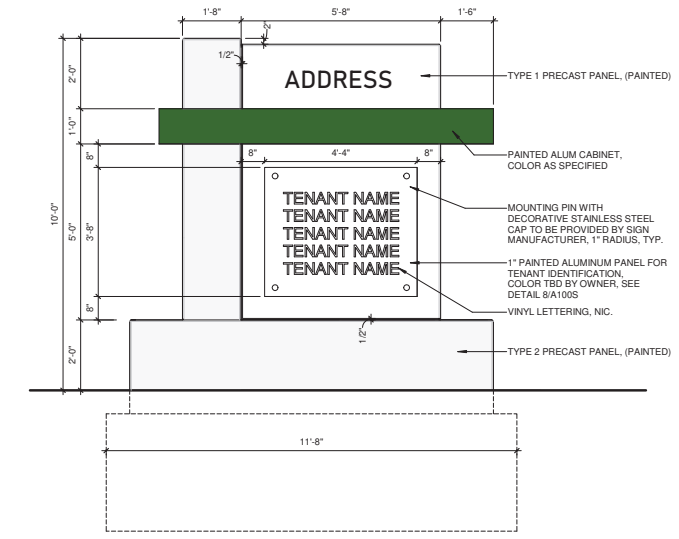 1'-8"
5'-8"
1'-6"
2"
1/2"
2'-0"
ADDRESS
TYPE 1 PRECAST PANEL, (PAINTED)
1'-0"
8"
8"
4'-4"
8"
PAINTED ALUM CABINET,
COLOR AS SPECIFIED
10'-0"
5'-0"
3'-8"
TENANT NAME
TENANT NAME
TENANT NAME
TENANT NAME
TENANT NAME
MOUNTING PIN WITH
DECORATIVE STAINLESS STEEL
CAP TO BE PROVIDED BY SIGN
MANUFACTURER, 1" RADIUS, TYP.
1" PAINTED ALUMINUM PANEL FOR
TENANT IDENTIFICATION,
COLOR TBD BY OWNER, SEE
DETAIL 8/A100S
VINYL LETTERING, NIC.
8"
1/2"
2'-0"
TYPE 2 PRECAST PANEL, (PAINTED)
11'-8"